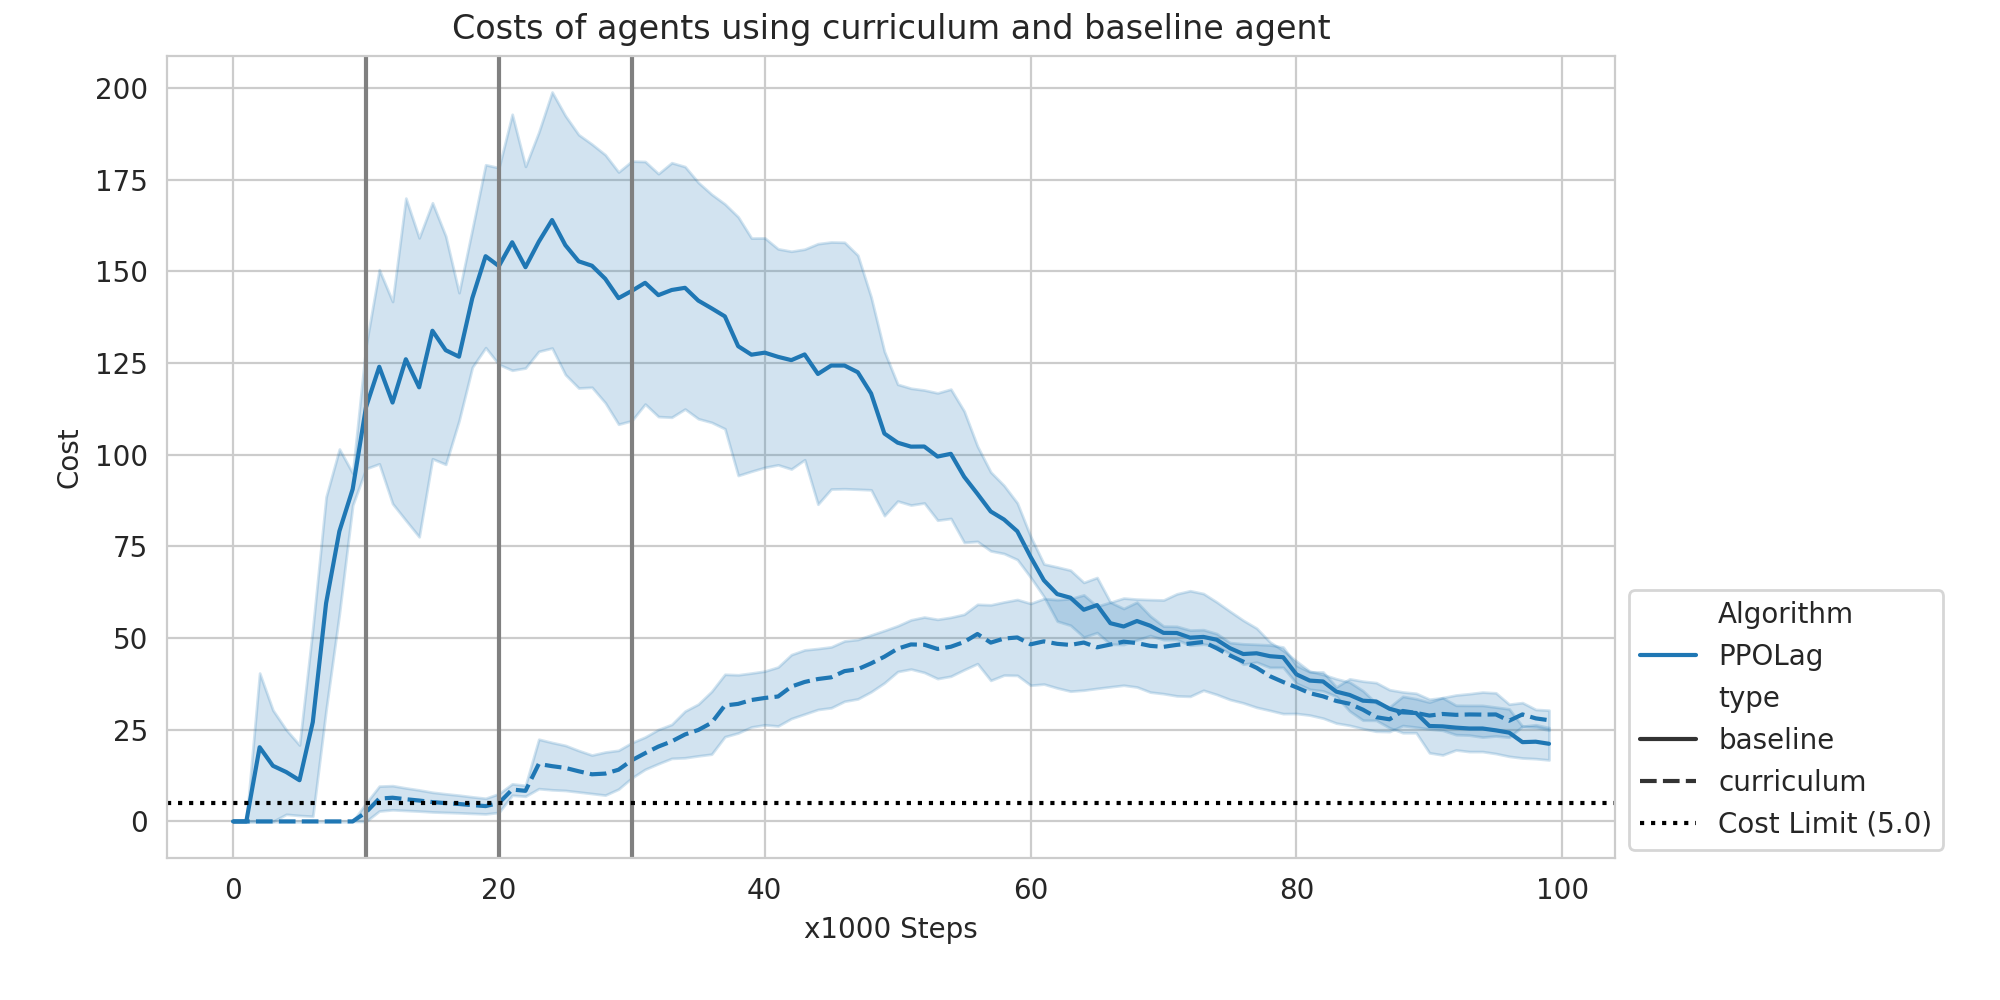 Costs of agents using curriculum and baseline agent
200
175
150
125
100
75
50
25
0
Cost
0 20 40 60 80 100
x1000 Steps
Algorithm
PPOLag
type
baseline
curriculum
Cost Limit (5.0)